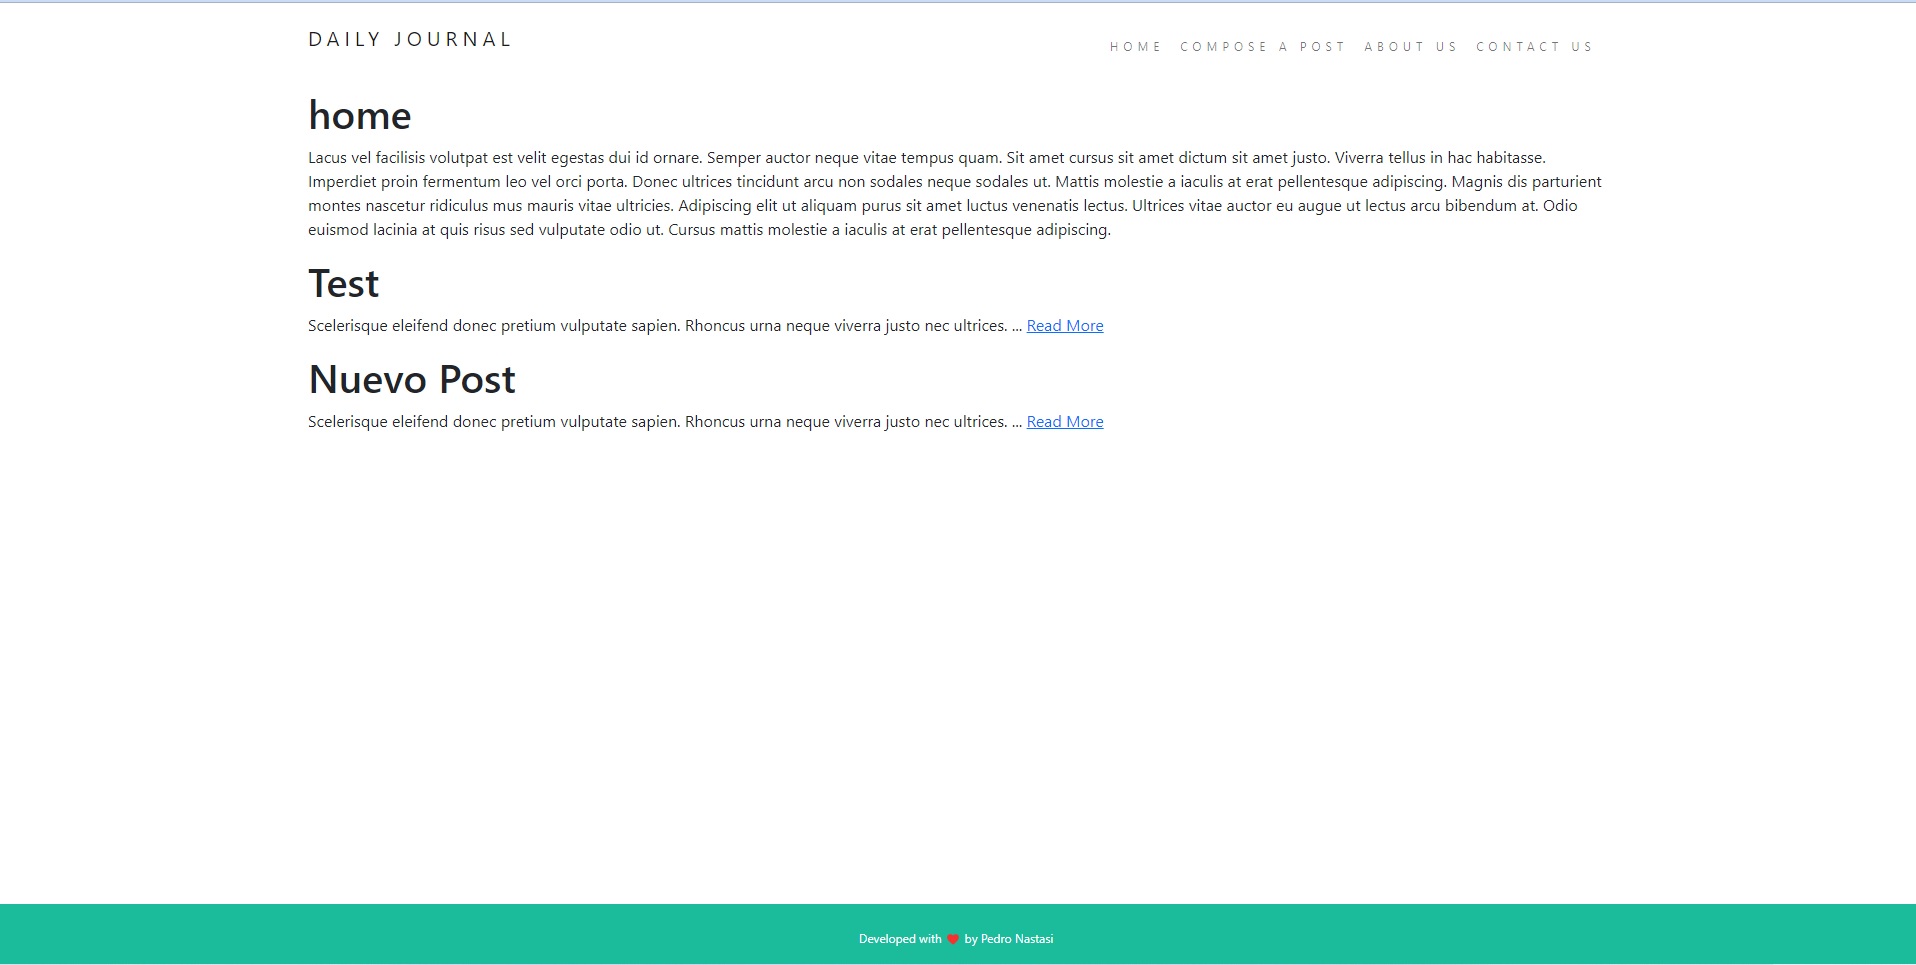 DAILY JOURNAL
HOME COMPOSE A POST ABOUT US CONTACT US
home
Lacus vel facilisis volutpat est velit egestas dui id ornare. Semper auctor neque vitae tempus quam. Sit amet cursus sit amet dictum sit amet justo. Viverra tellus in hac habitasse.
Imperdiet proin fermentum leo vel orci porta. Donec ultrices tincidunt arcu non sodales neque sodales ut. Mattis molestie a iaculis at erat pellentesque adipiscing. Magnis dis parturient
montes nascetur ridiculus mus mauris vitae ultricies. Adipiscing elit ut aliquam purus sit amet luctus venenatis lectus. Ultrices vitae auctor eu augue ut lectus arcu bibendum at. Odio
euismod lacinia at quis risus sed vulputate odio ut. Cursus mattis molestie a iaculis at erat pellentesque adipiscing.
Test
Scelerisque eleifend donec pretium vulputate sapien. Rhoncus urna neque viverra justo nec ultrices. ... Read More
Nuevo Post
Scelerisque eleifend donec pretium vulputate sapien. Rhoncus urna neque viverra justo nec ultrices. ... Read More
Developed with ❤ by Pedro Nastasi